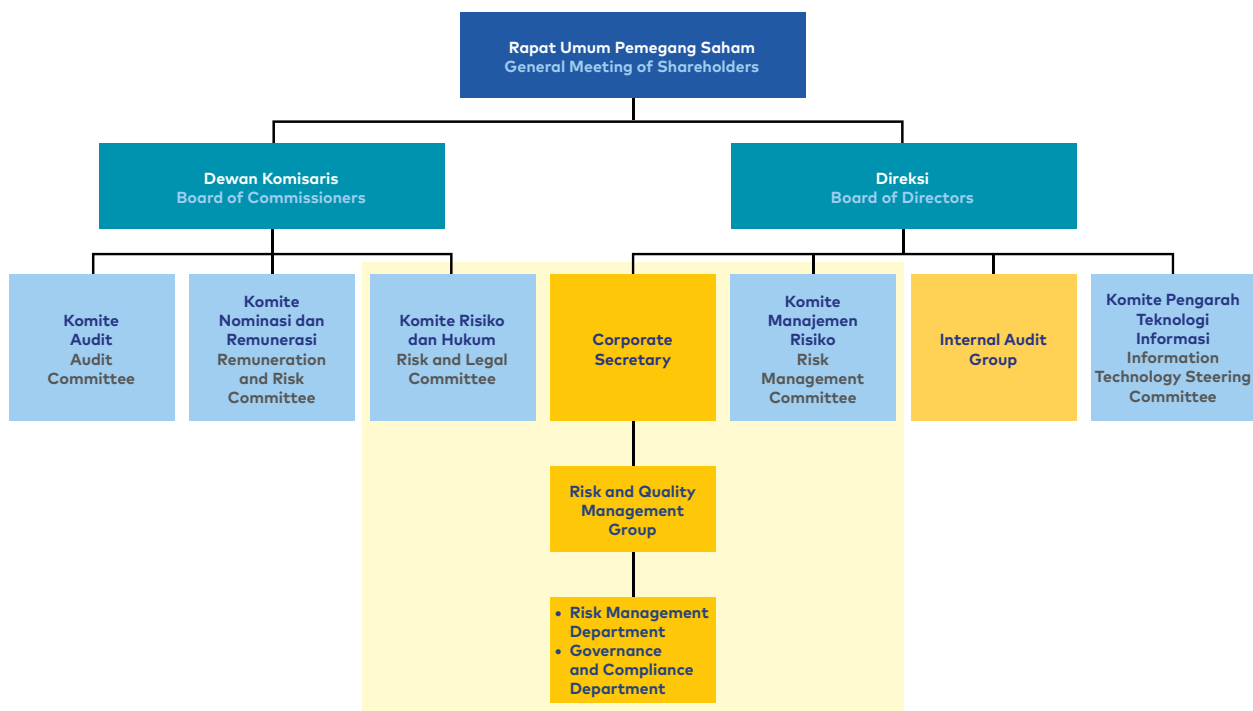 Rapat Umum Pemegang Saham
General Meeting of Shareholders
Dewan Komisaris
Board of Commissioners
Direksi
Board of Directors
Komite
Audit
Audit
Committee
Komite
Nominasi dan
Remunerasi
Remuneration
and Risk
Committee
Komite Risiko
dan Hukum
Risk and Legal
Committee
Corporate
Secretary
Komite
Manajemen
Risiko
Risk
Management
Committee
Internal Audit
Group
Komite Pengarah
Teknologi
Informasi
Information
Technology Steering
Committee
Risk and Quality
Management
Group
• Risk Management
Department
• Governance
and Compliance
Department